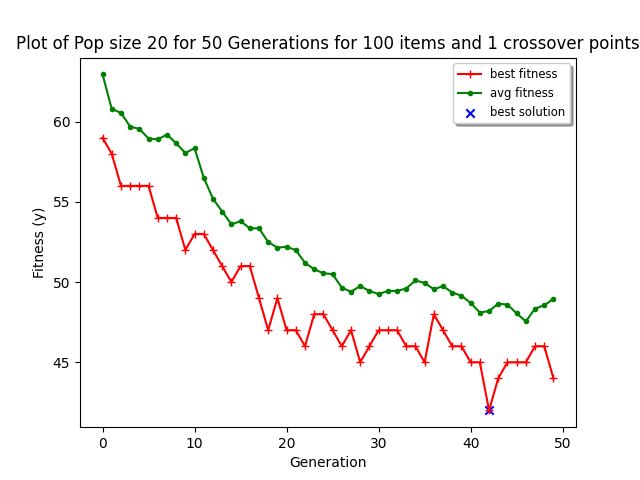 Plot of Pop size 20 for 50 Generations for 100 items and 1 crossover points
best fitness
avg fitness
best solution
Fitness (y)
60
55
50
45
0 10 20 30 40 50
Generation